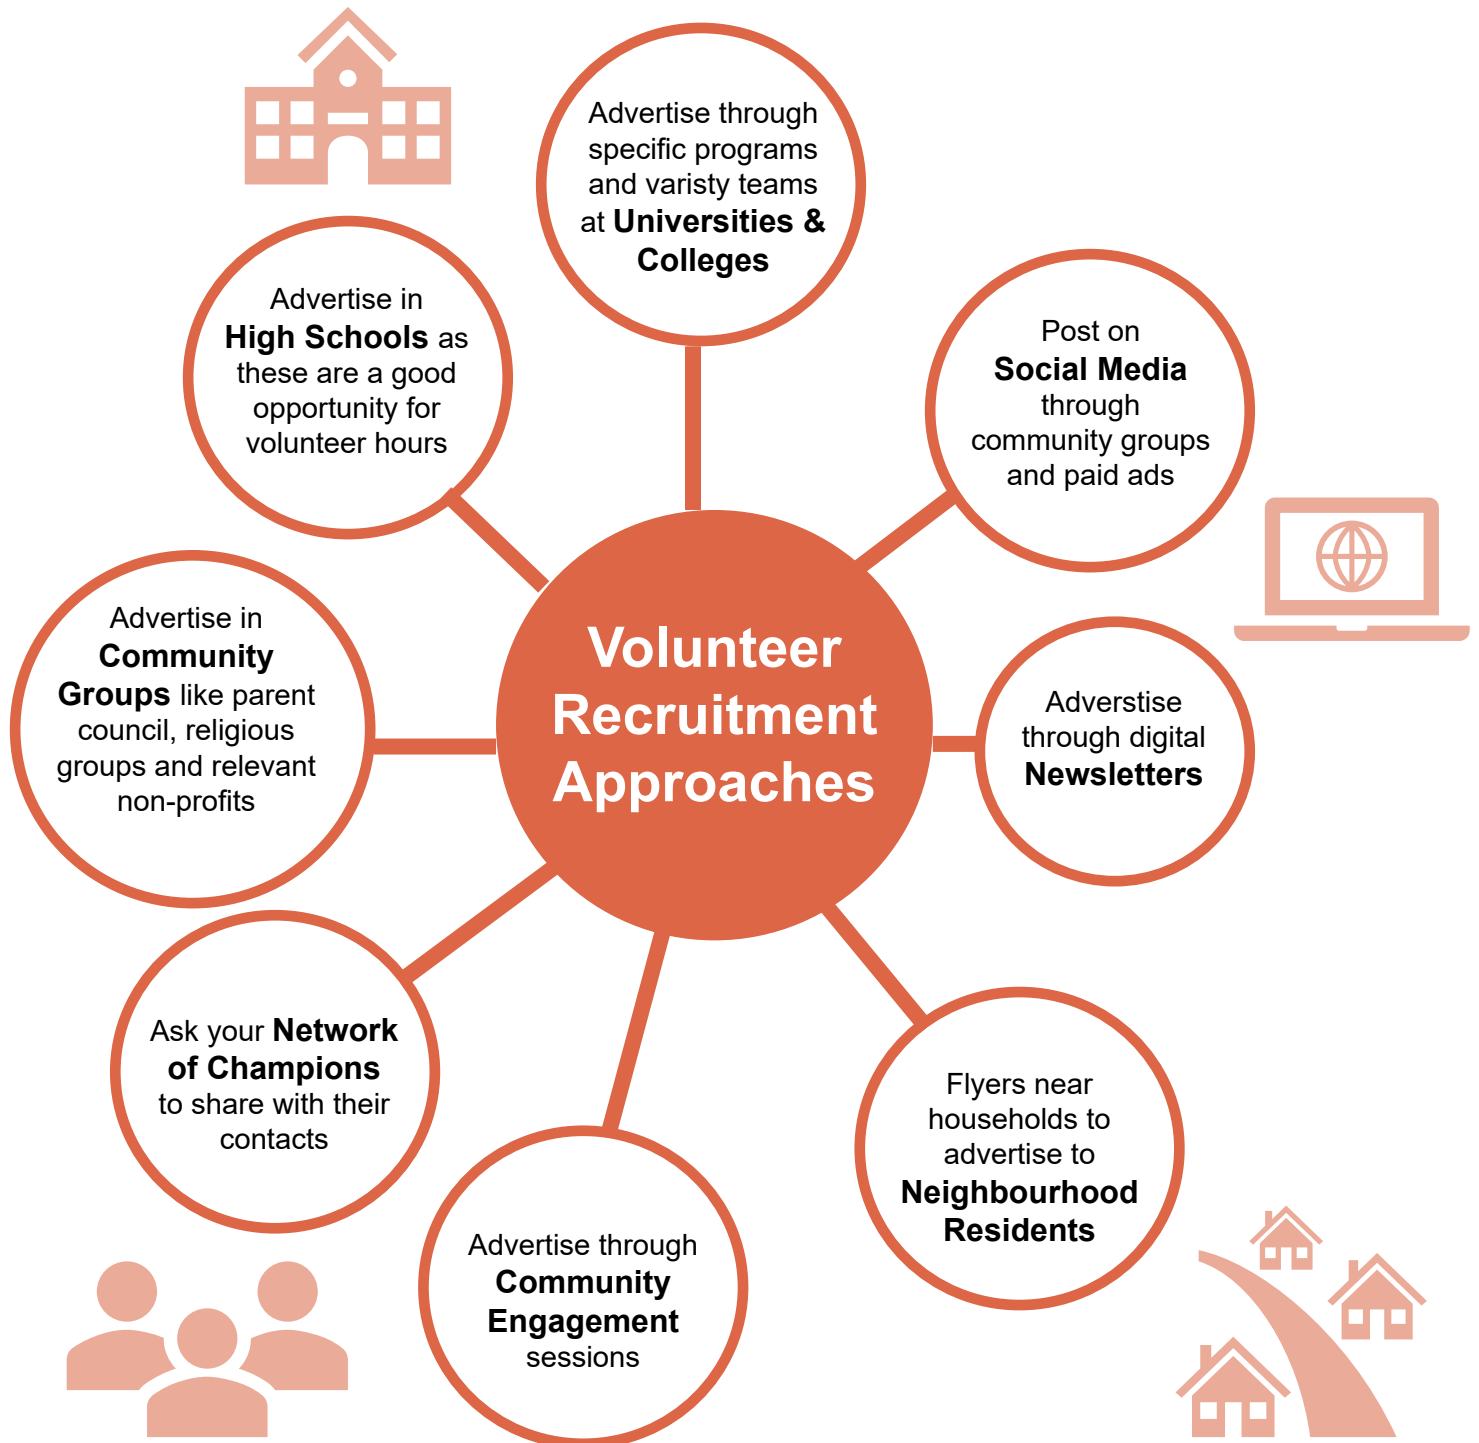 Advertise through
specific programs
and varisty teams
at Universities &
Colleges
Advertise in
High Schools as
these are a good
opportunity for
volunteer hours
Post on
Social Media
through
community groups
and paid ads
Advertise in
Community
Groups like parent
council, religious
groups and relevant
non-profits
Volunteer
Recruitment
Approaches
Adverstise
through digital
Newsletters
Ask your Network
of Champions
to share with their
contacts
Flyers near
households to
advertise to
Neighbourhood
Residents
Advertise through
Community
Engagement
sessions